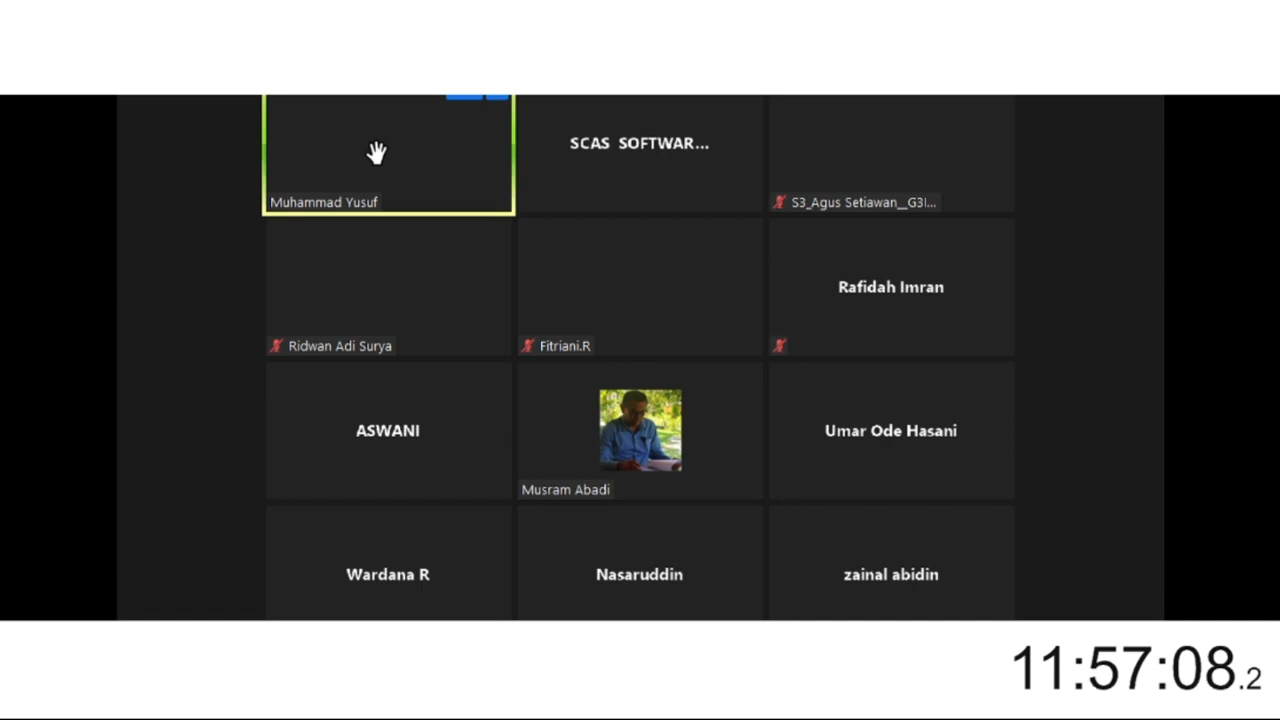 SCAS SOFTWAR...
Muhammad Yusuf
S3_Agus Setiawan__G3I...
Rafidah Imran
Ridwan Adi Surya
Fitriani.R
ASWANI
Umar Ode Hasani
Musram Abadi
Wardana R
Nasaruddin
zainal abidin
11:57:08.2